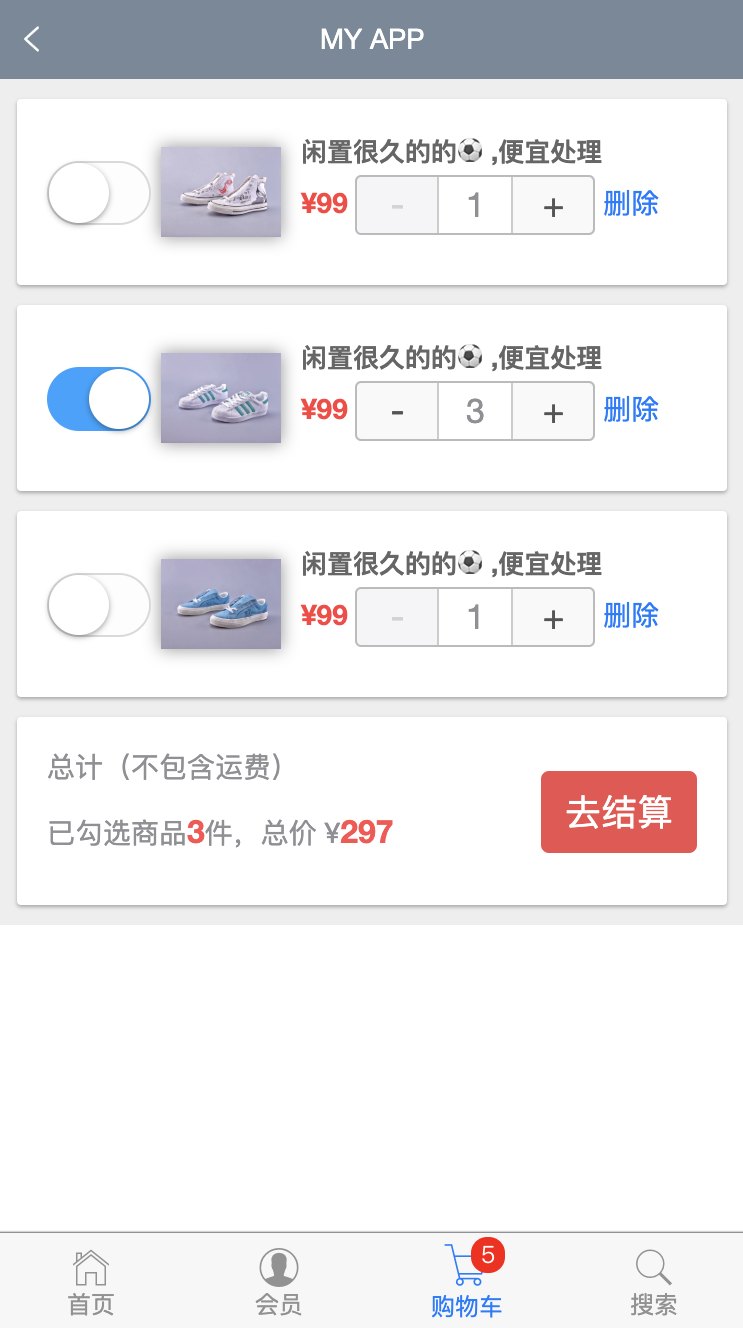 MY APP
闲置很久的的⚽ ,便宜处理
¥99 - 1 + 删除
闲置很久的的⚽ ,便宜处理
¥99 - 3 + 删除
闲置很久的的⚽ ,便宜处理
¥99 - 1 + 删除
总计（不包含运费）
已勾选商品3件，总价 ¥297
去结算
5
首页 会员 购物车 搜索